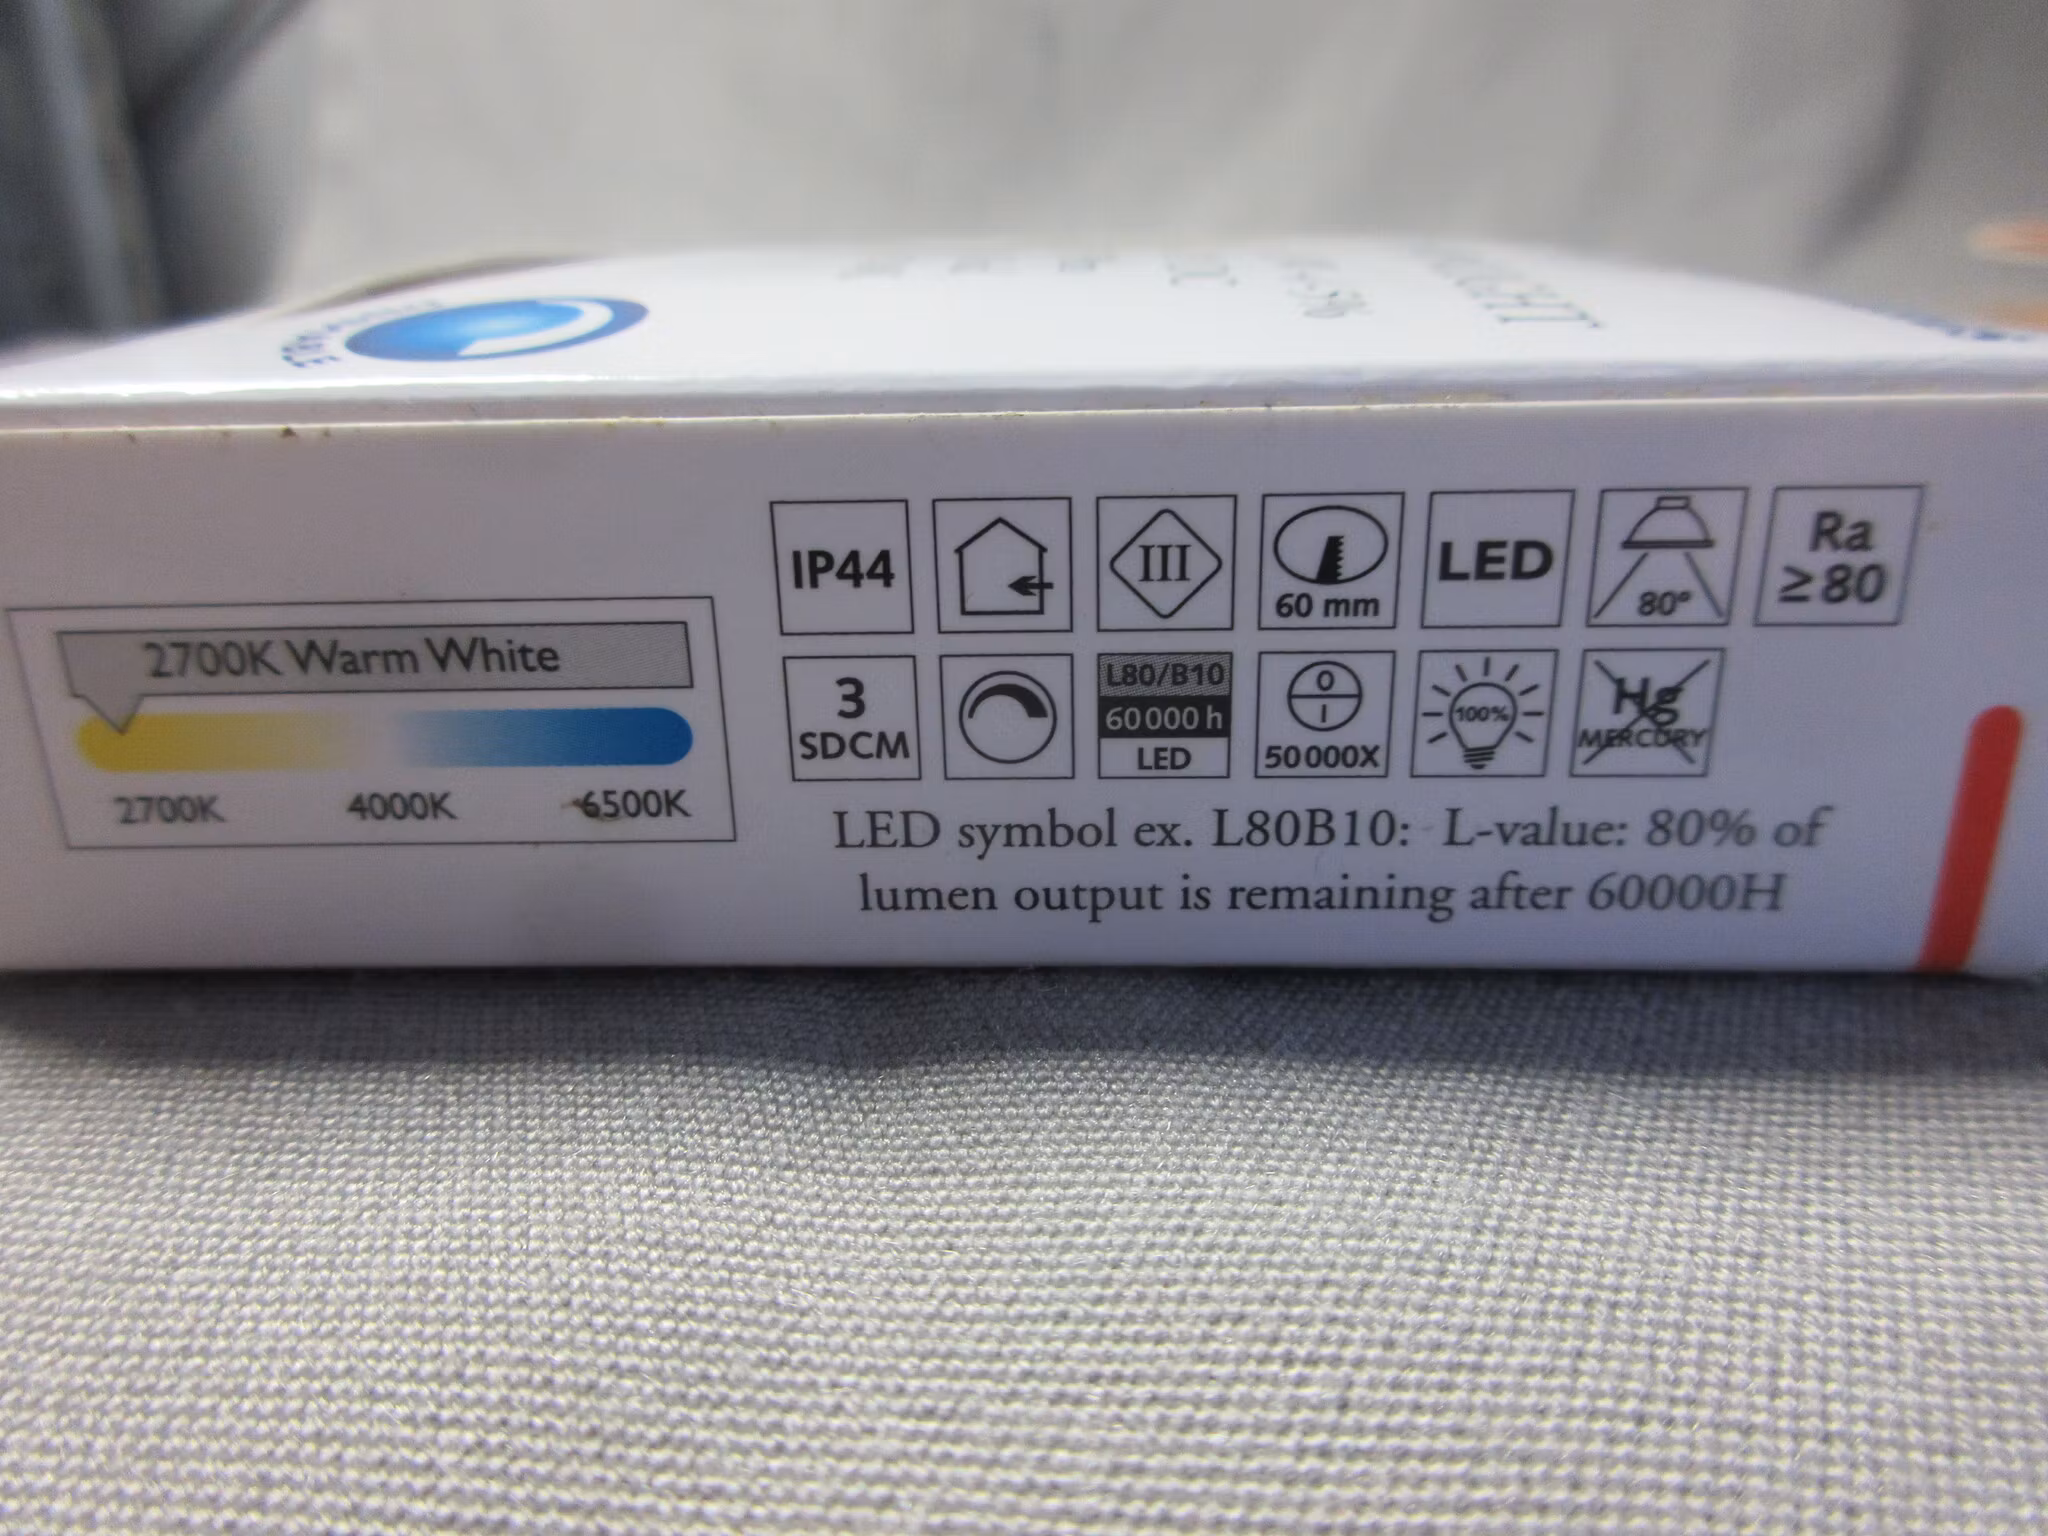 2700K Warm White
2700K 4000K 6500K
IP44
III
60 mm
LED
80°
Ra
≥80
3
SDCM
L80/B10
60000 h
LED
O
I
50000X
100%
Hg
MERCURY
LED symbol ex. L80B10: L-value: 80% of
lumen output is remaining after 60000H